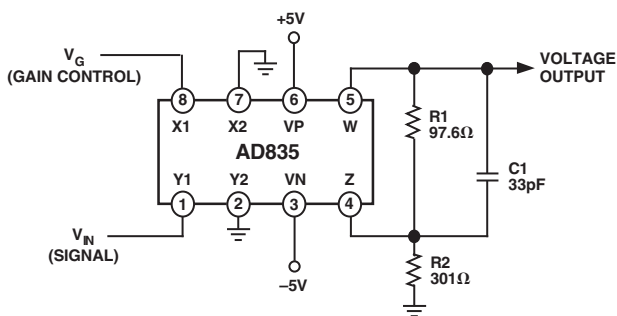 +5V
V_G
(GAIN CONTROL)
VOLTAGE
OUTPUT
8 7 6 5
X1 X2 VP W
R1
97.6Ω
AD835
C1
33pF
Y1 Y2 VN Z
1 2 3 4
V_IN
(SIGNAL)
R2
301Ω
–5V